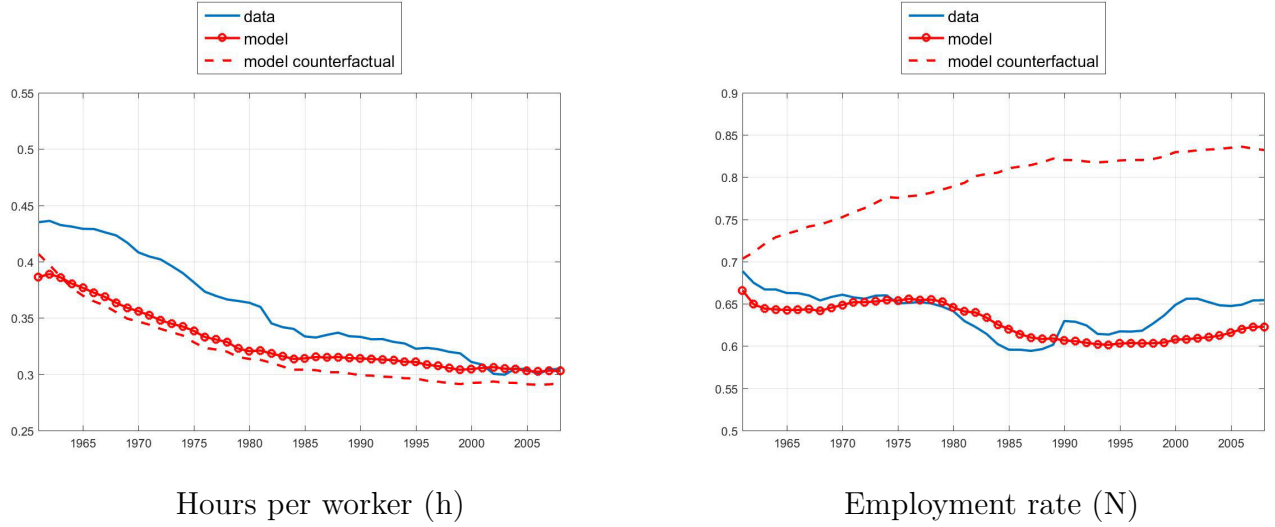 data
model
model counterfactual
0.55
0.5
0.45
0.4
0.35
0.3
0.25
1965 1970 1975 1980 1985 1990 1995 2000 2005
Hours per worker (h)
data
model
model counterfactual
0.9
0.85
0.8
0.75
0.7
0.65
0.6
0.55
0.5
1965 1970 1975 1980 1985 1990 1995 2000 2005
Employment rate (N)